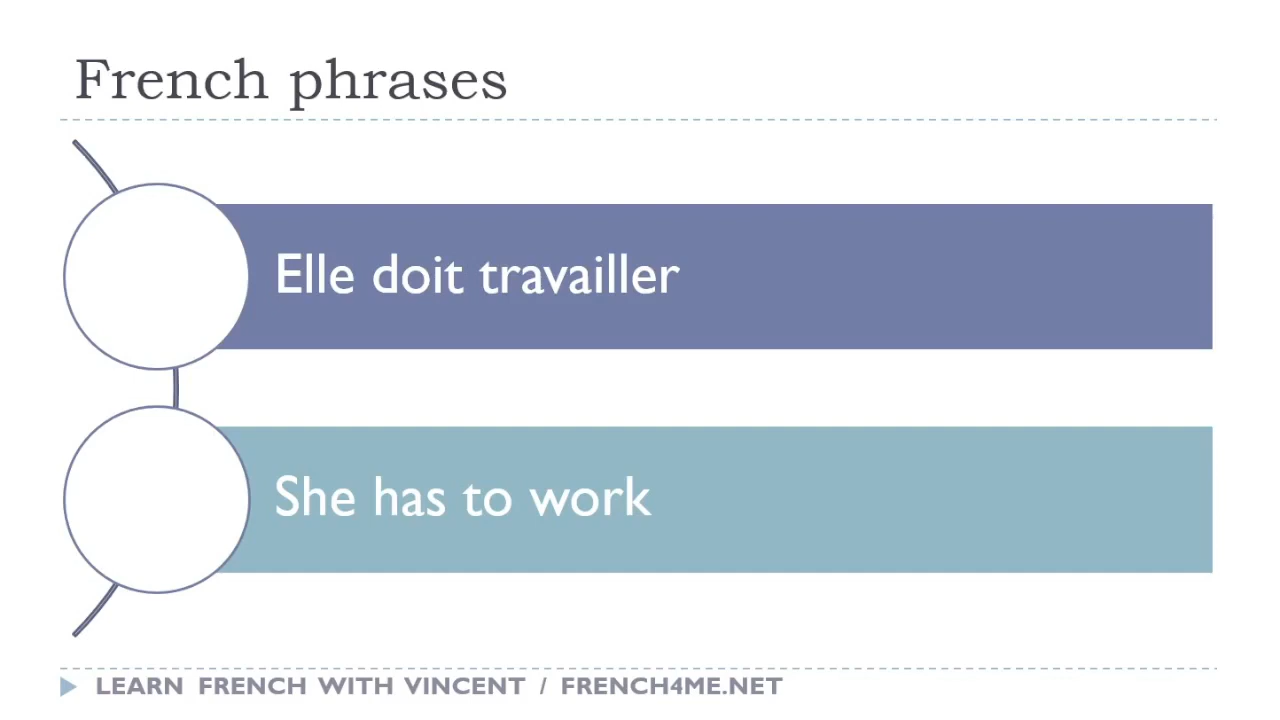 French phrases
Elle doit travailler
She has to work
LEARN FRENCH WITH VINCENT / FRENCH4ME.NET